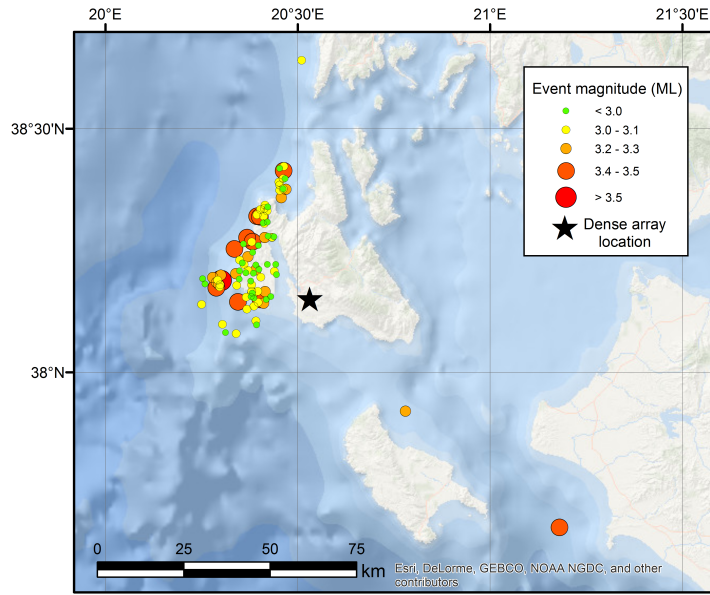 20°E 20°30'E 21°E 21°30'E
38°30'N
38°N
Event magnitude (ML)
< 3.0
3.0 - 3.1
3.2 - 3.3
3.4 - 3.5
> 3.5
Dense array
location
0 25 50 75
km
Esri, DeLorme, GEBCO, NOAA NGDC, and other
contributors